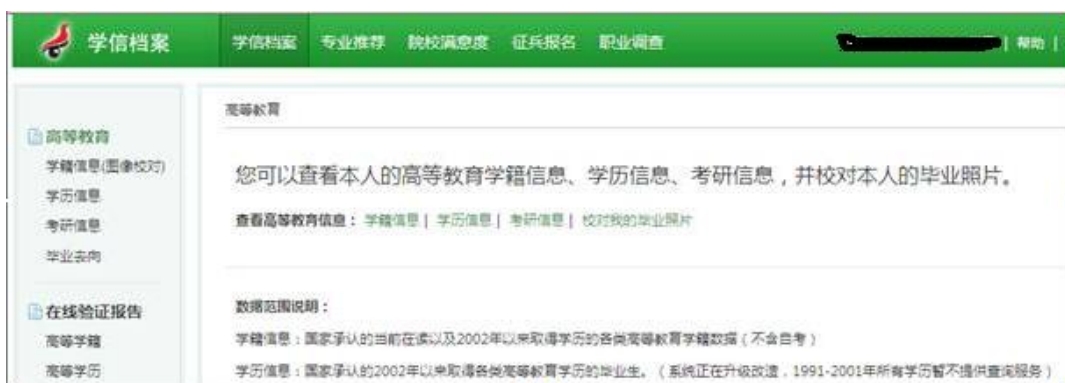 学信档案
学信档案 专业推荐 院校满意度 征兵报名 职业调查 | 帮助 |
高等教育
高等教育
学籍信息(图像校对)
学历信息
考研信息
毕业去向
在线验证报告
高等学籍
高等学历
您可以查看本人的高等教育学籍信息、学历信息、考研信息,并校对本人的毕业照片。
查看高等教育信息: 学籍信息 | 学历信息 | 考研信息 | 校对我的毕业照片
数据范围说明:
学籍信息:国家承认的当前在读以及2002年以来取得学历的各类高等教育学籍数据(不含自考)
学历信息:国家承认的2002年以来取得各类高等教育学历的毕业生。(系统正在升级改造,1991-2001年所有学历暂不提供查询服务)